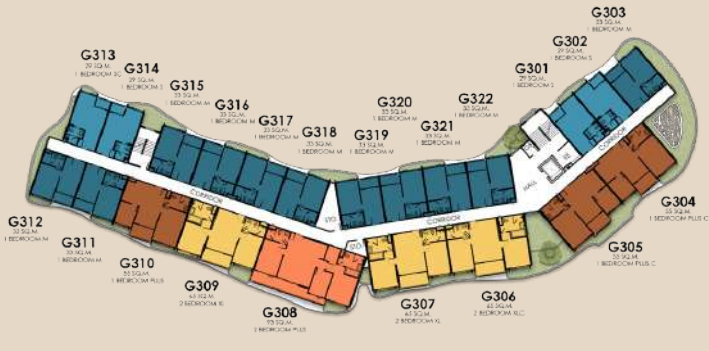 G303
33 SQ.M.
1 BEDROOM M
G302
29 SQ.M.
1 BEDROOM S
G301
29 SQ.M.
1 BEDROOM S
G313
29 SQ.M.
1 BEDROOM SC
G314
29 SQ.M.
1 BEDROOM S
G315
33 SQ.M.
1 BEDROOM M
G316
33 SQ.M.
1 BEDROOM M
G317
33 SQ.M.
1 BEDROOM M
G318
33 SQ.M.
1 BEDROOM M
G319
33 SQ.M.
1 BEDROOM M
G320
33 SQ.M.
1 BEDROOM M
G321
33 SQ.M.
1 BEDROOM M
G322
1 BEDROOM M
CORRIDOR
CORRIDOR
CORRIDOR
HALL
STO.
STO.
G312
32 SQ.M.
1 BEDROOM M
G311
33 SQ.M.
1 BEDROOM M
G310
55 SQ.M.
1 BEDROOM PLUS
G309
65 SQ.M.
2 BEDROOM XL
G308
93 SQ.M.
2 BEDROOM PLUS
G307
65 SQ.M.
2 BEDROOM XL
G306
65 SQ.M.
2 BEDROOM XLC
G305
55 SQ.M.
1 BEDROOM PLUS C
G304
55 SQ.M.
1 BEDROOM PLUS C